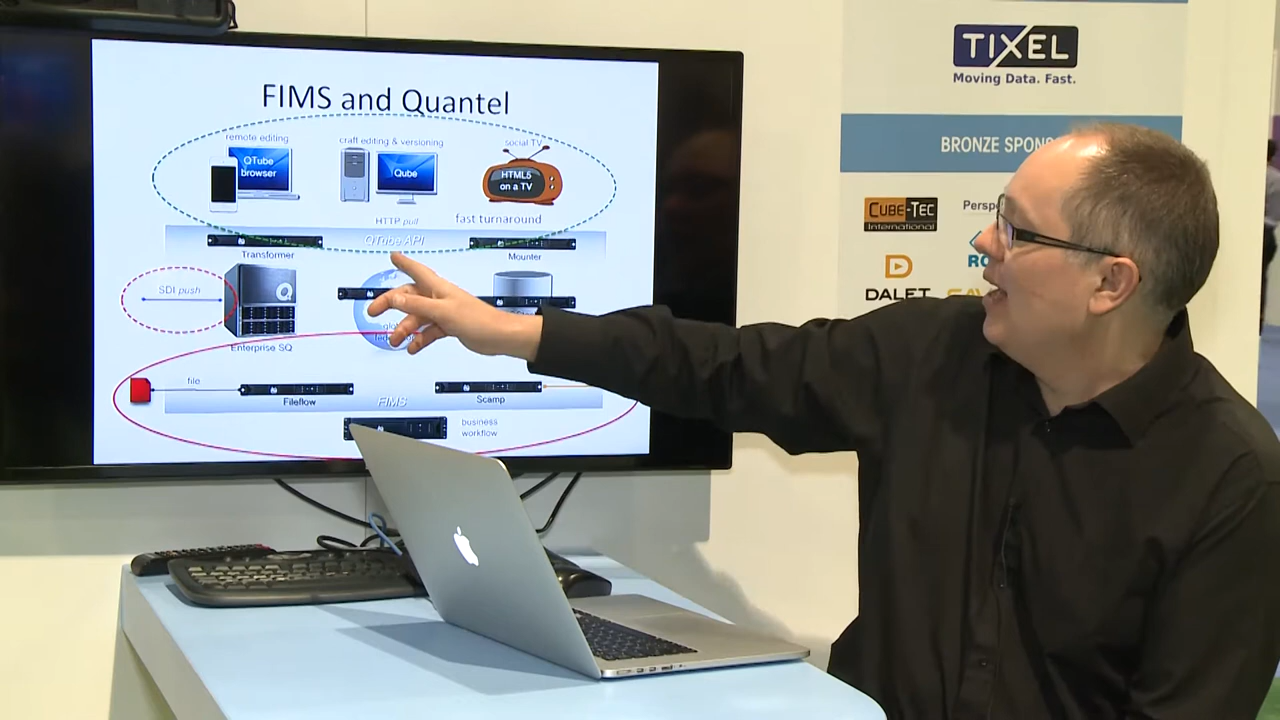 FIMS and Quantel
remote editing
craft editing & versioning
social TV
QTube
browser
Qube
HTML5
on a TV
HTTP pull
fast turnaround
QTube API
Transformer
Mounter
SDI push
Q
Enterprise SQ
file
Fileflow
FIMS
Scamp
business
workflow
TIXEL
Moving Data. Fast.
BRONZE
CUBE-TEC
International
DALET